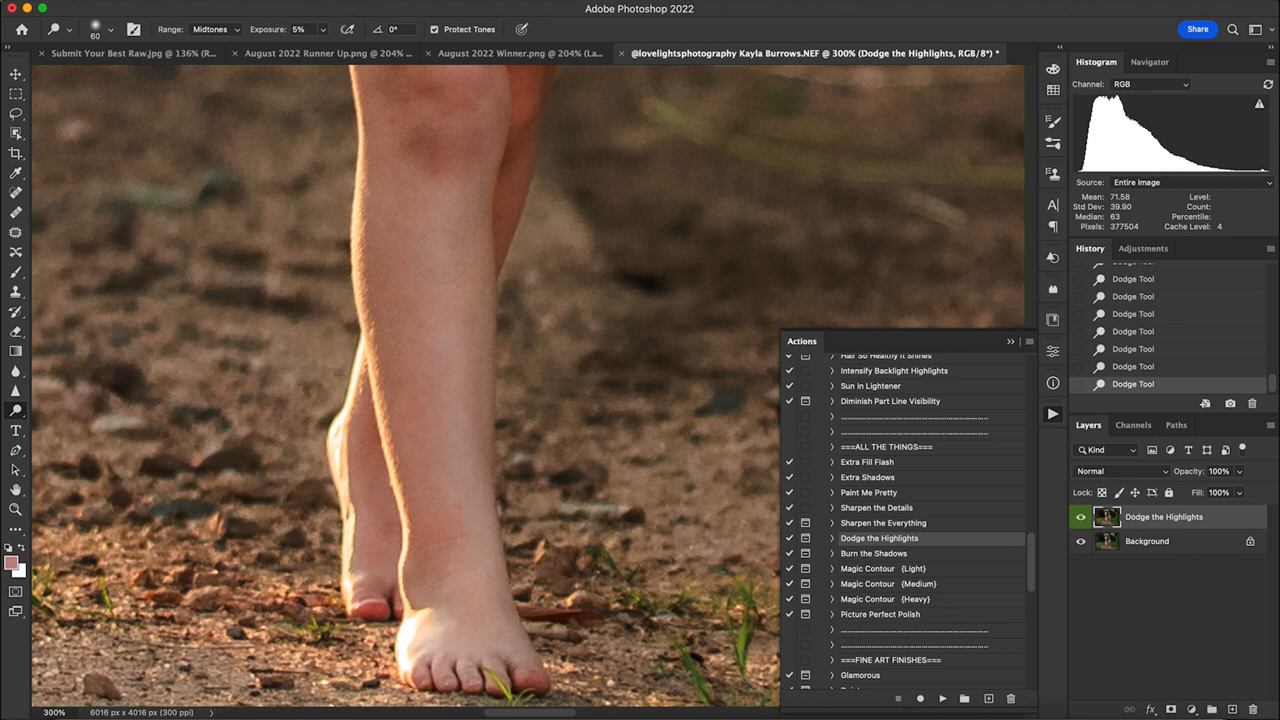 Adobe Photoshop 2022
60
Range: Midtones
Exposure: 5%
0°
Protect Tones
Share
Submit Your Best Raw.jpg @ 136% (R...
August 2022 Runner Up.png @ 204% ...
August 2022 Winner.png @ 204% (La...
@lovelightsphotography Kayla Burrows.NEF @ 300% (Dodge the Highlights, RGB/8*) *
Histogram
Navigator
Channel: RGB
Source: Entire Image
Mean: 71.58
Level:
Std Dev: 39.90
Count:
Median: 63
Percentile:
Pixels: 377504
Cache Level: 4
History
Adjustments
Dodge Tool
Dodge Tool
Dodge Tool
Dodge Tool
Dodge Tool
Dodge Tool
Dodge Tool
Dodge Tool
Actions
Hair So Healthy It Shines
Intensify Backlight Highlights
Sun In Lightener
Diminish Part Line Visibility
===ALL THE THINGS===
Extra Fill Flash
Extra Shadows
Paint Me Pretty
Sharpen the Details
Sharpen the Everything
Dodge the Highlights
Burn the Shadows
Magic Contour {Light}
Magic Contour {Medium}
Magic Contour {Heavy}
Picture Perfect Polish
===FINE ART FINISHES===
Glamorous
Layers
Channels
Paths
Kind
Normal
Opacity: 100%
Lock:
Fill: 100%
Dodge the Highlights
Background
300%
6016 px x 4016 px (300 ppi)